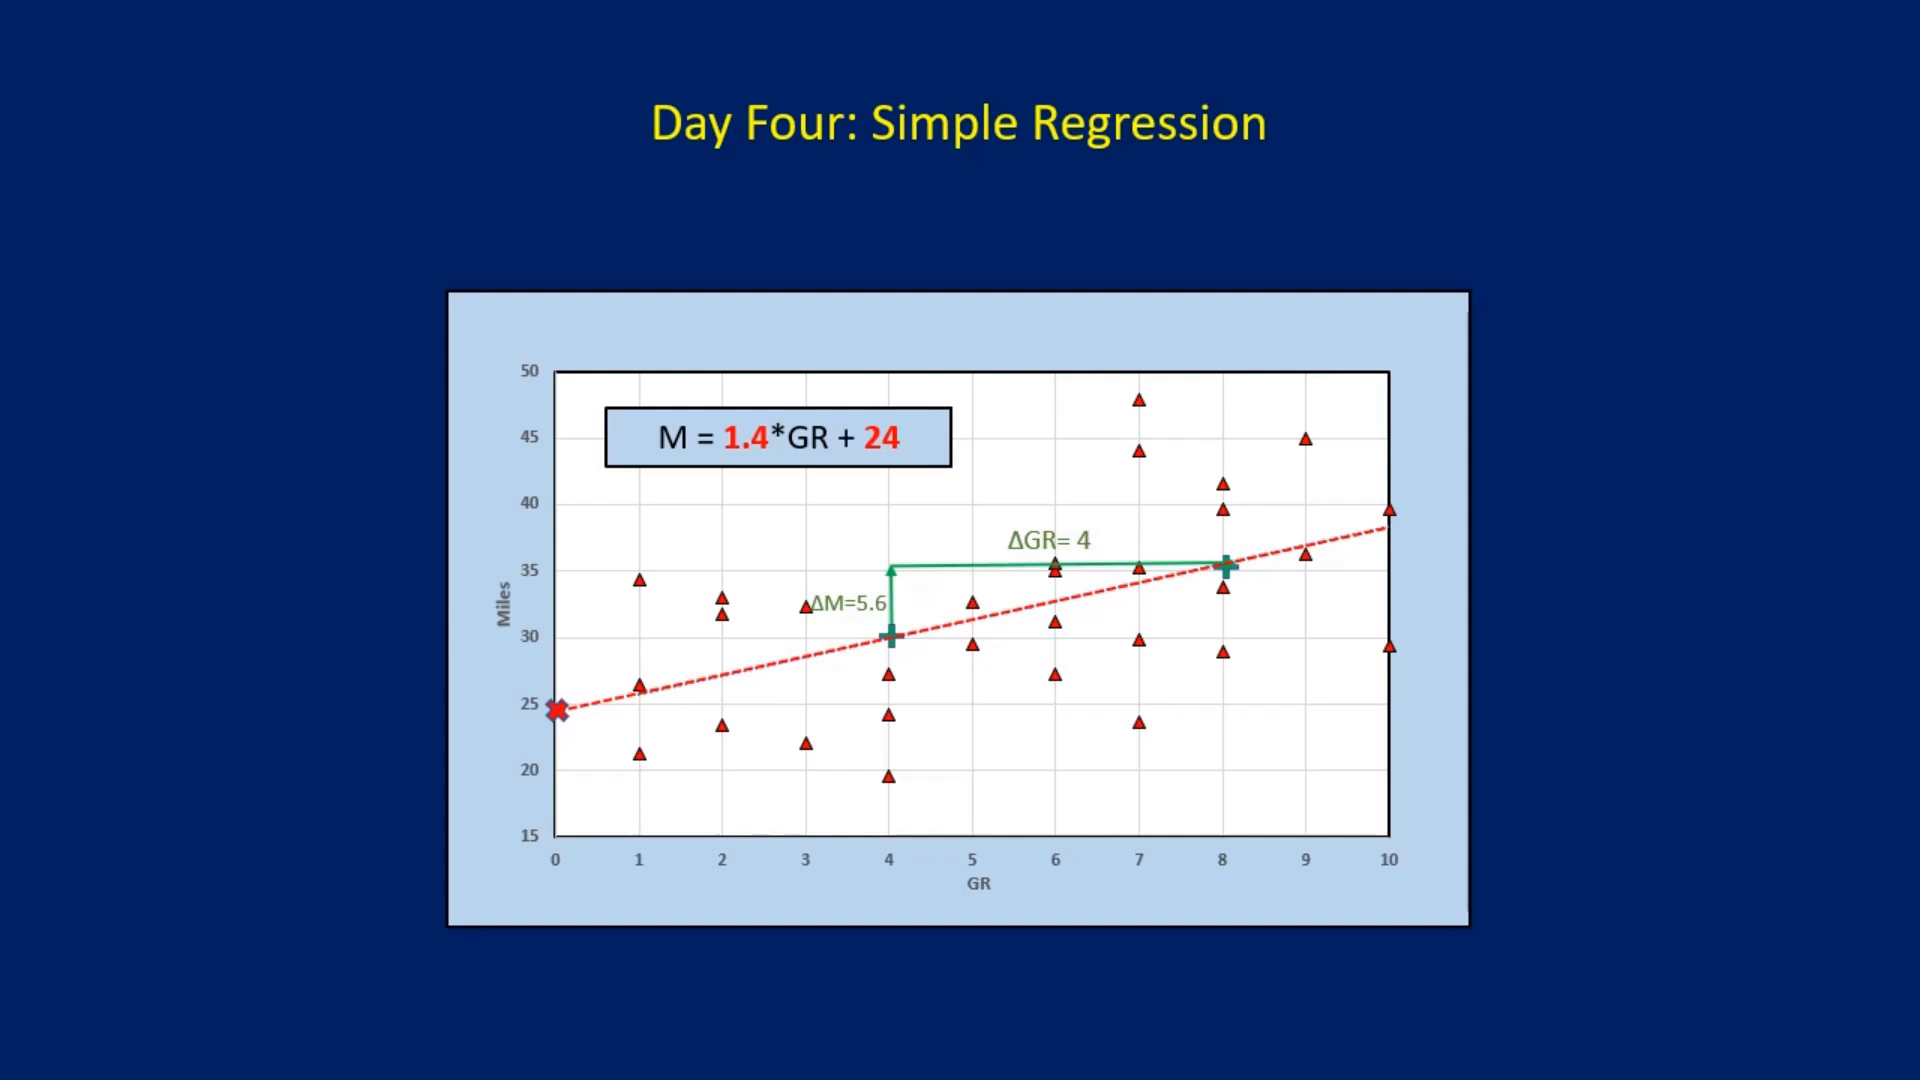 Day Four: Simple Regression
M = 1.4*GR + 24
ΔGR= 4
ΔM=5.6
Miles
50
45
40
35
30
25
20
15
0 1 2 3 4 5 6 7 8 9 10
GR